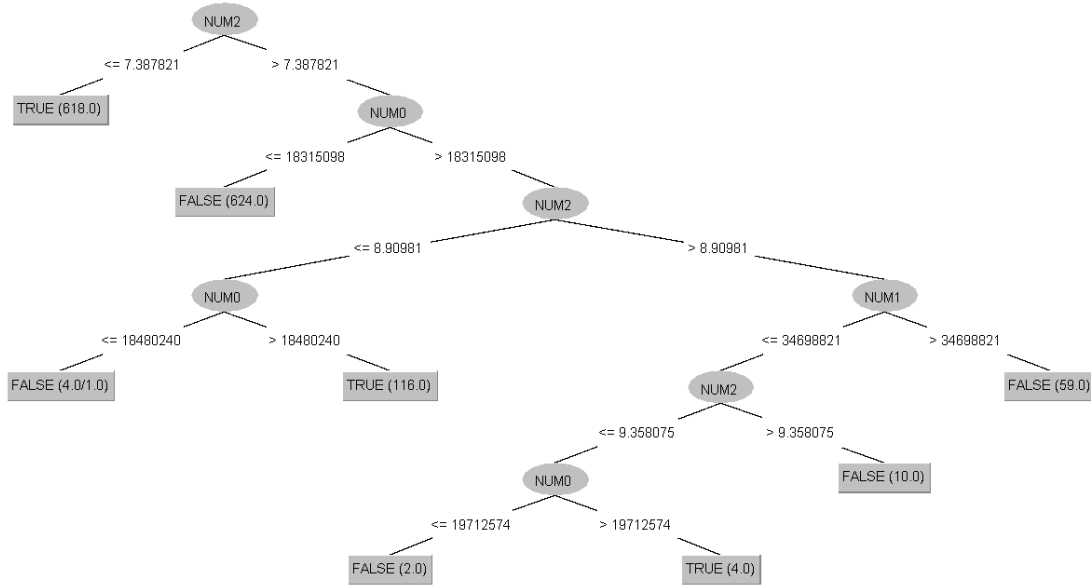 NUM2
<= 7.387821
> 7.387821
TRUE (618.0)
NUM0
<= 18315098
> 18315098
FALSE (624.0)
NUM2
<= 8.90981
> 8.90981
NUM0
NUM1
<= 18480240
> 18480240
<= 34698821
> 34698821
FALSE (4.0/1.0)
TRUE (116.0)
NUM2
FALSE (59.0)
<= 9.358075
> 9.358075
NUM0
FALSE (10.0)
<= 19712574
> 19712574
FALSE (2.0)
TRUE (4.0)